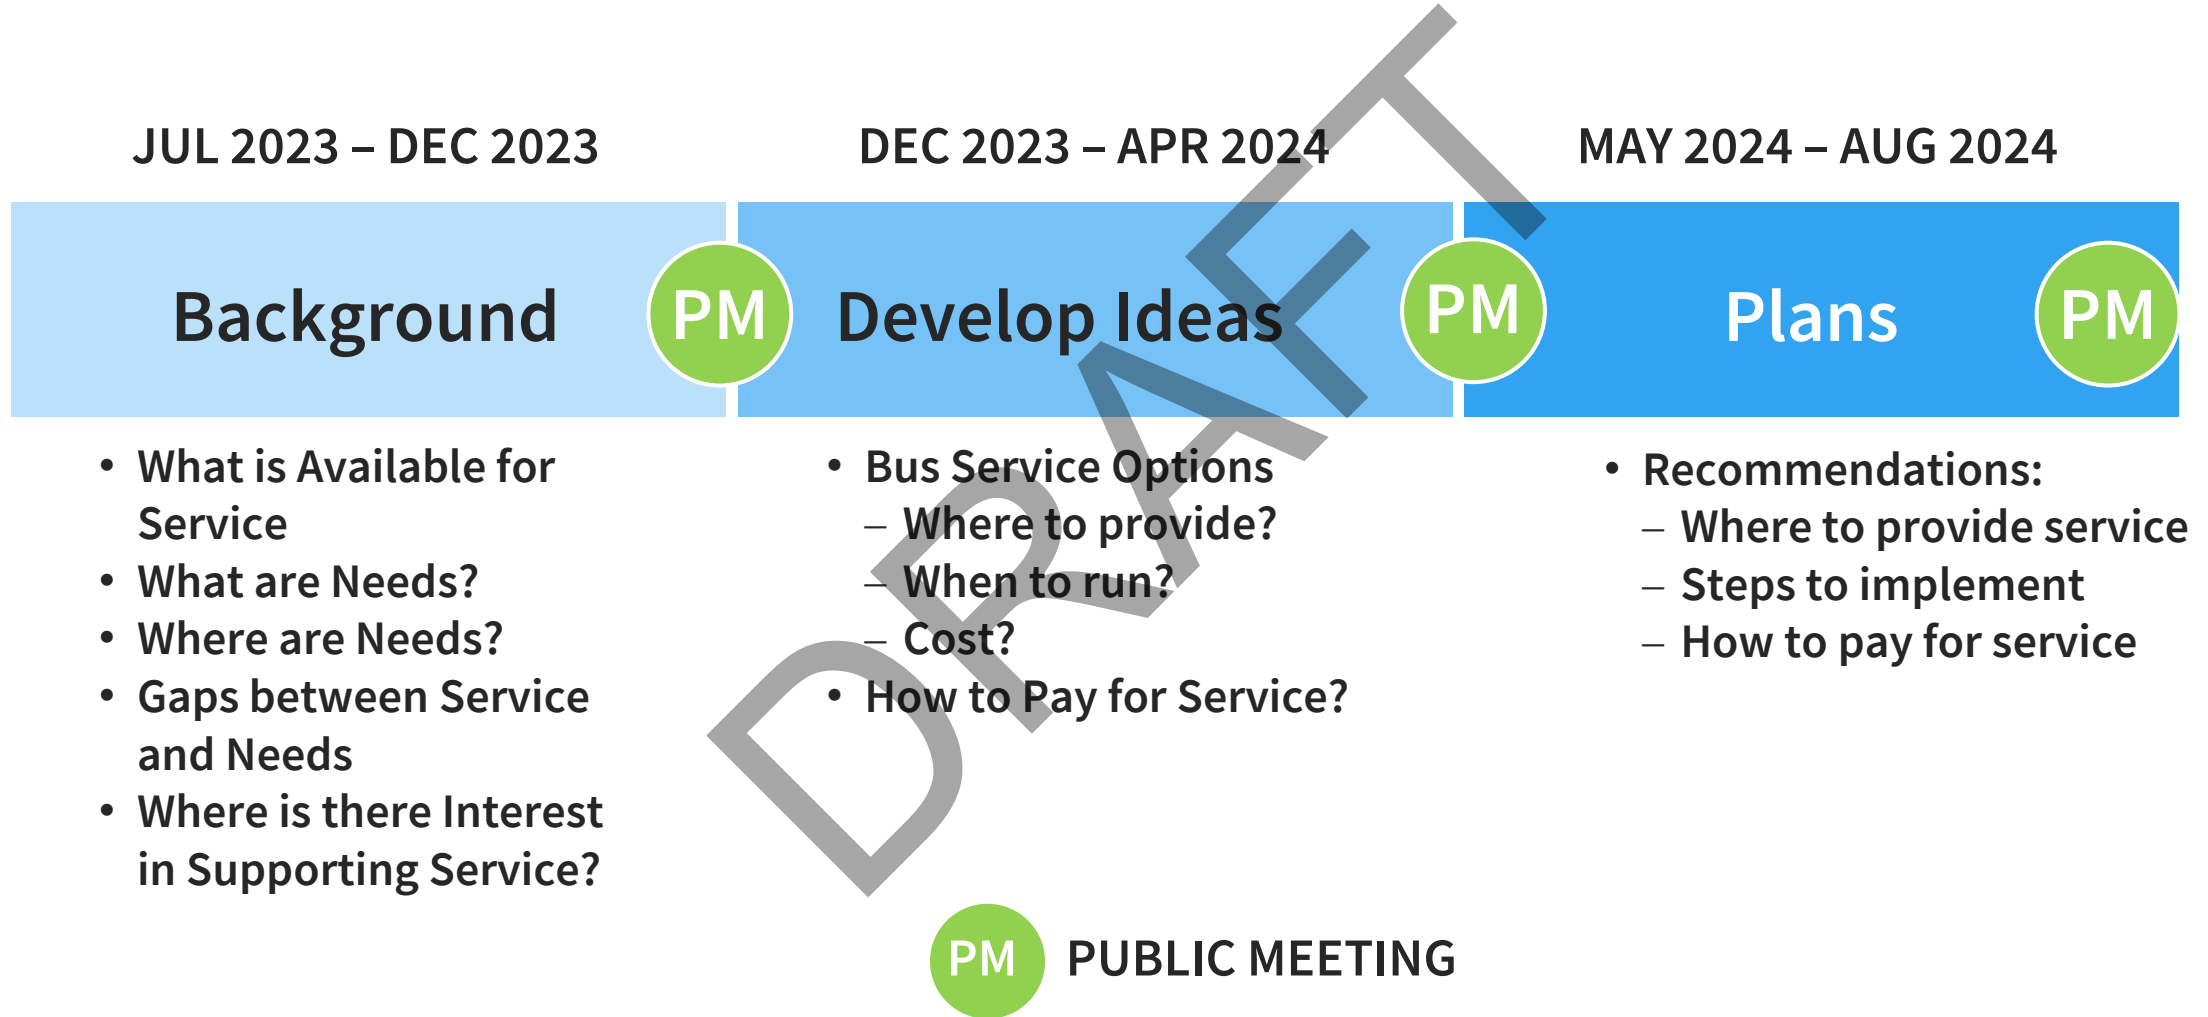 JUL 2023 – DEC 2023
DEC 2023 – APR 2024
MAY 2024 – AUG 2024
Background
PM
Develop Ideas
PM
Plans
PM
• What is Available for
Service
• What are Needs?
• Where are Needs?
• Gaps between Service
and Needs
• Where is there Interest
in Supporting Service?
• Bus Service Options
– Where to provide?
– When to run?
– Cost?
• How to Pay for Service?
• Recommendations:
– Where to provide service
– Steps to implement
– How to pay for service
DRAFT
PM PUBLIC MEETING